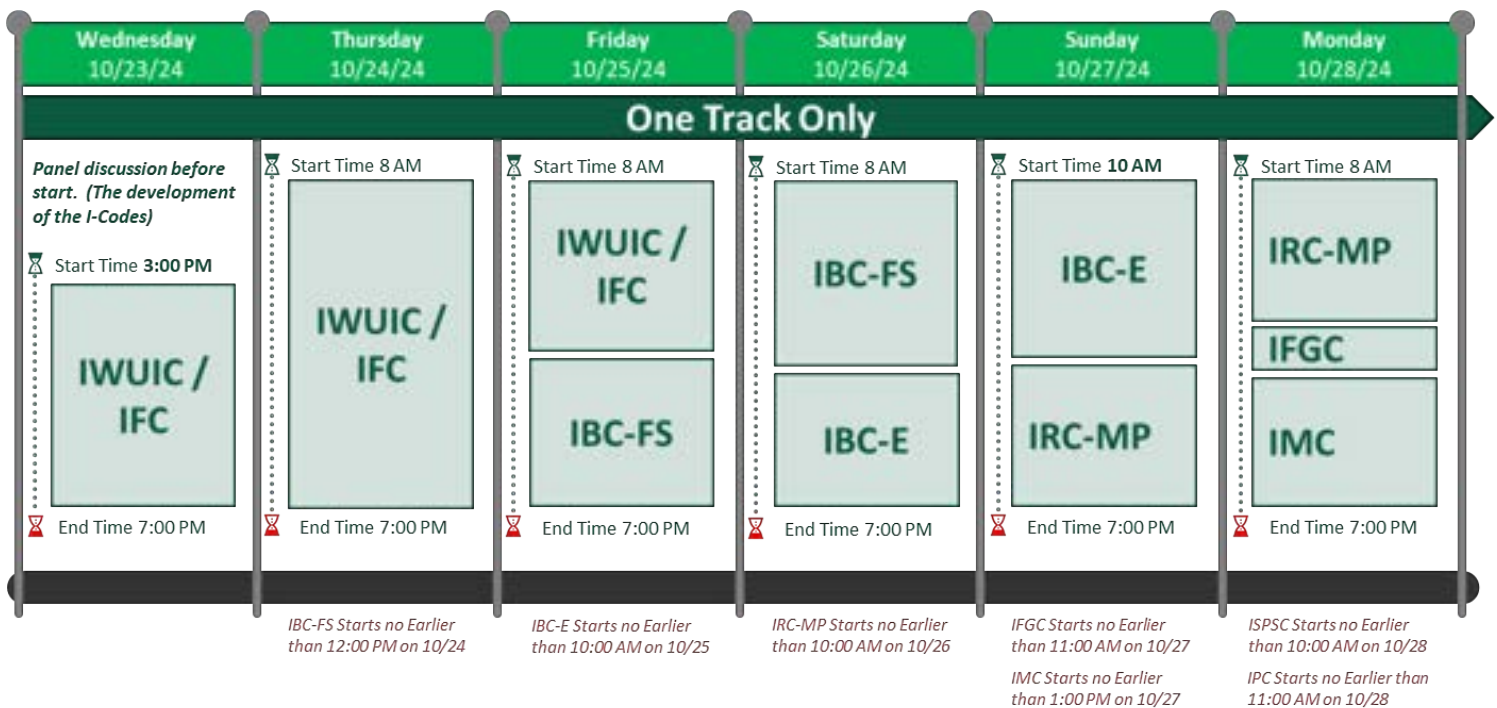 Wednesday
10/23/24
Thursday
10/24/24
Friday
10/25/24
Saturday
10/26/24
Sunday
10/27/24
Monday
10/28/24
One Track Only
Panel discussion before
start. (The development
of the I-Codes)
Start Time 3:00 PM
IWUIC /
IFC
End Time 7:00 PM
Start Time 8 AM
IWUIC /
IFC
End Time 7:00 PM
Start Time 8 AM
IWUIC /
IFC
IBC-FS
End Time 7:00 PM
Start Time 8 AM
IBC-FS
IBC-E
End Time 7:00 PM
Start Time 10 AM
IBC-E
IRC-MP
End Time 7:00 PM
Start Time 8 AM
IRC-MP
IFGC
IMC
End Time 7:00 PM
IBC-FS Starts no Earlier
than 12:00 PM on 10/24
IBC-E Starts no Earlier
than 10:00 AM on 10/25
IRC-MP Starts no Earlier
than 10:00 AM on 10/26
IFGC Starts no Earlier
than 11:00 AM on 10/27
IMC Starts no Earlier
than 1:00 PM on 10/27
ISPSC Starts no Earlier
than 10:00 AM on 10/28
IPC Starts no Earlier than
11:00 AM on 10/28